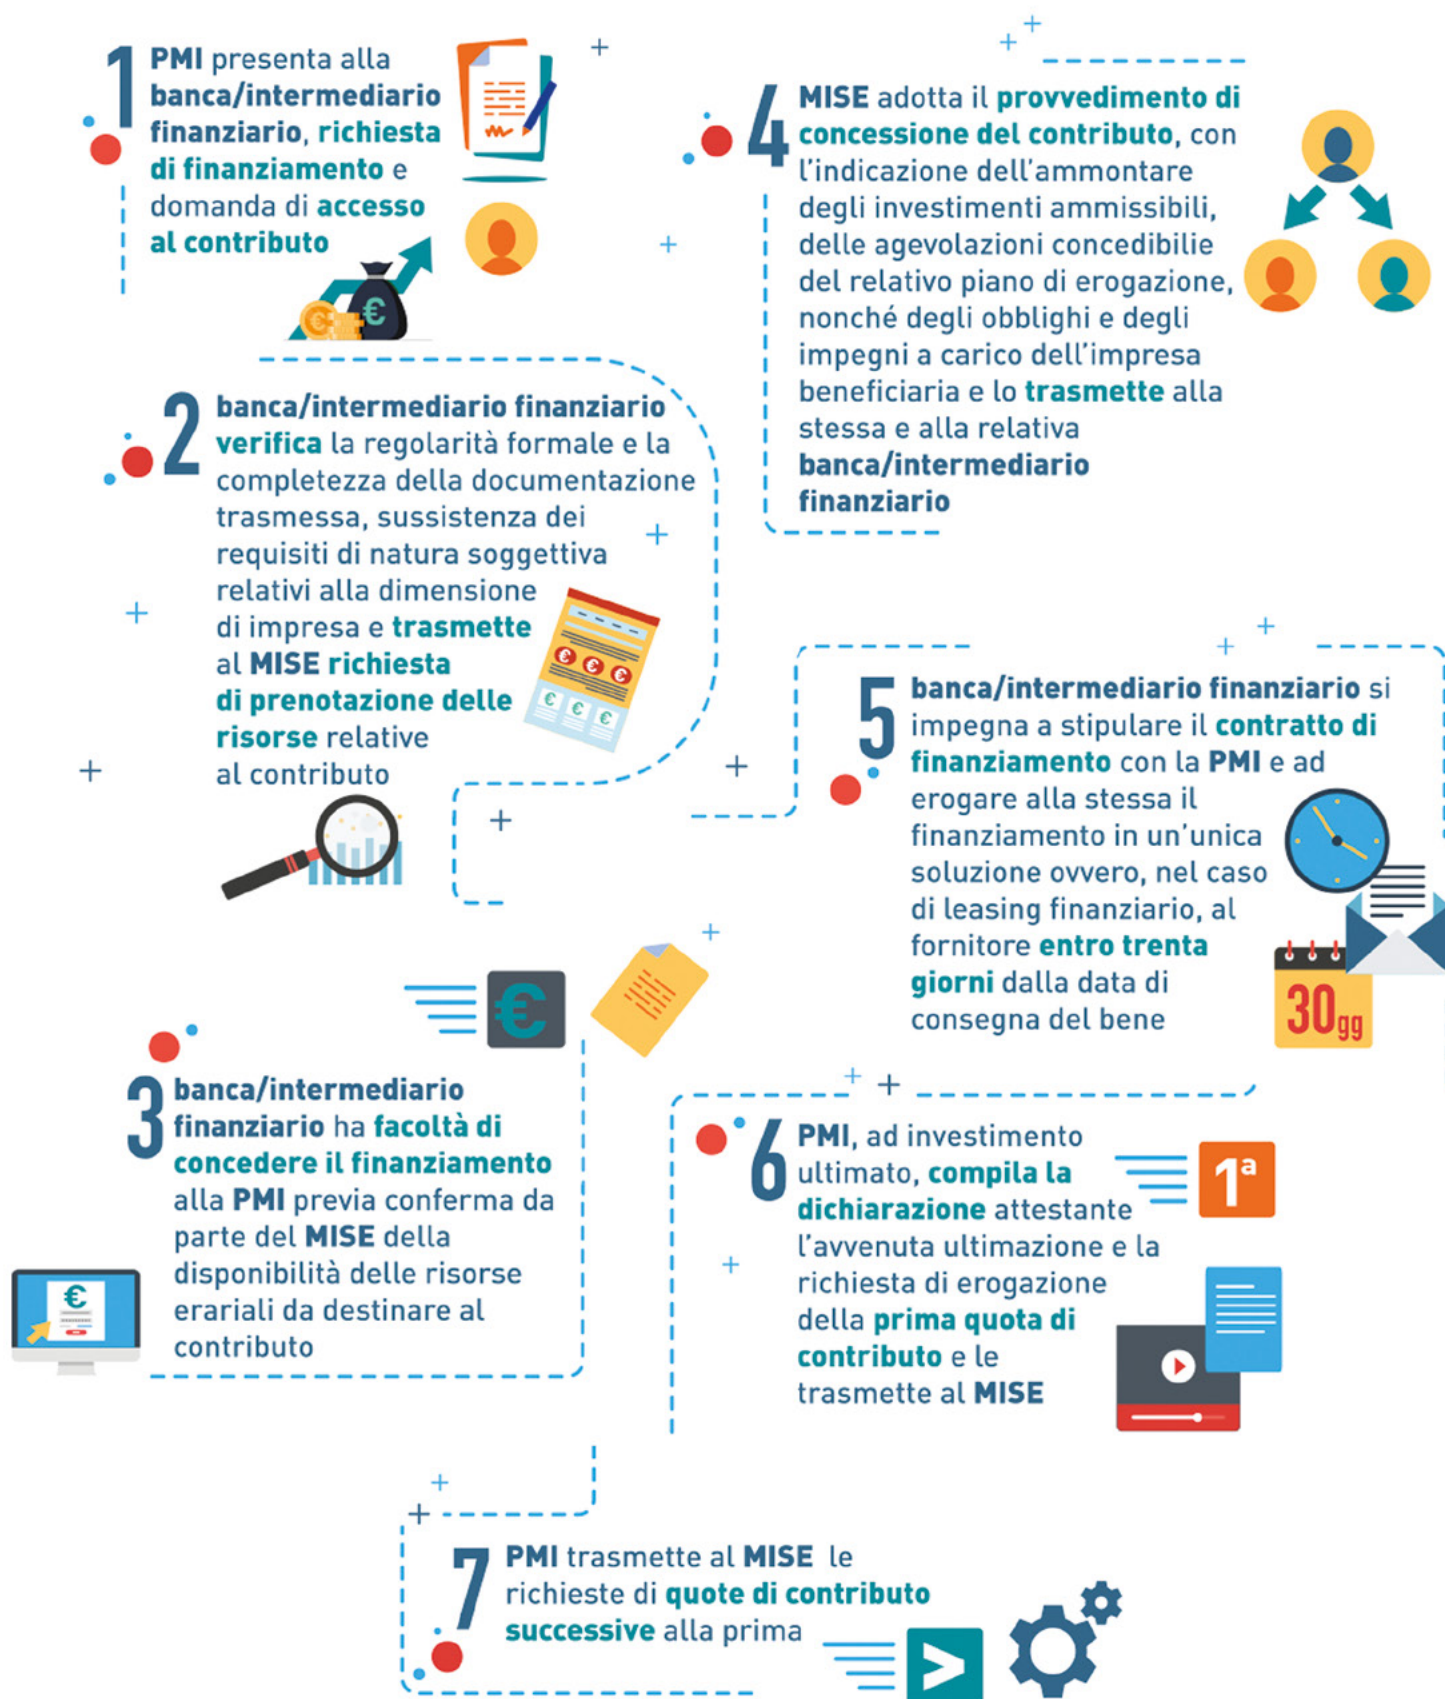 1
PMI presenta alla
banca/intermediario
finanziario, richiesta
di finanziamento e
domanda di accesso
al contributo
€
€
2
banca/intermediario finanziario
verifica la regolarità formale e la
completezza della documentazione
trasmessa, sussistenza dei
requisiti di natura soggettiva
relativi alla dimensione
di impresa e trasmette
al MISE richiesta
di prenotazione delle
risorse relative
al contributo
€ € €
€ € €
€
3
banca/intermediario
finanziario ha facoltà di
concedere il finanziamento
alla PMI previa conferma da
parte del MISE della
disponibilità delle risorse
erariali da destinare al
contributo
€
4
MISE adotta il provvedimento di
concessione del contributo, con
l'indicazione dell'ammontare
degli investimenti ammissibili,
delle agevolazioni concedibilie
del relativo piano di erogazione,
nonché degli obblighi e degli
impegni a carico dell'impresa
beneficiaria e lo trasmette alla
stessa e alla relativa
banca/intermediario
finanziario
5
banca/intermediario finanziario si
impegna a stipulare il contratto di
finanziamento con la PMI e ad
erogare alla stessa il
finanziamento in un'unica
soluzione ovvero, nel caso
di leasing finanziario, al
fornitore entro trenta
giorni dalla data di
consegna del bene
30gg
6
PMI, ad investimento
ultimato, compila la
dichiarazione attestante
l'avvenuta ultimazione e la
richiesta di erogazione
della prima quota di
contributo e le
trasmette al MISE
1ª
7
PMI trasmette al MISE le
richieste di quote di contributo
successive alla prima
>